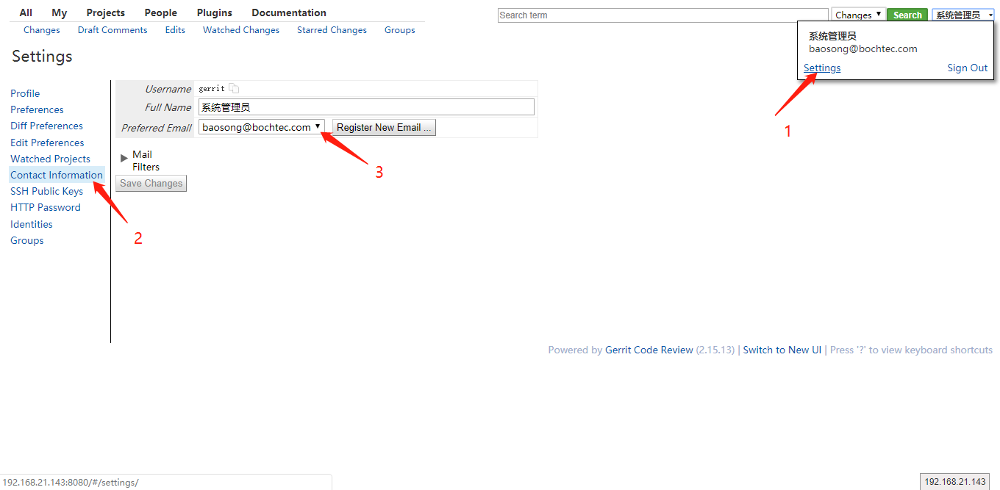 All My Projects People Plugins Documentation
Changes Draft Comments Edits Watched Changes Starred Changes Groups
Search term Changes ▼ Search 系统管理员
系统管理员
baosong@bochtec.com
Settings Sign Out
1
Settings
Profile
Preferences
Diff Preferences
Edit Preferences
Watched Projects
Contact Information
SSH Public Keys
HTTP Password
Identities
Groups
2
Username gerrit
Full Name 系统管理员
Preferred Email baosong@bochtec.com ▼ Register New Email ...
3
Mail
Filters
Save Changes
Powered by Gerrit Code Review (2.15.13) | Switch to New UI | Press '?' to view keyboard shortcuts
192.168.21.143:8080/#/settings/
192.168.21.143